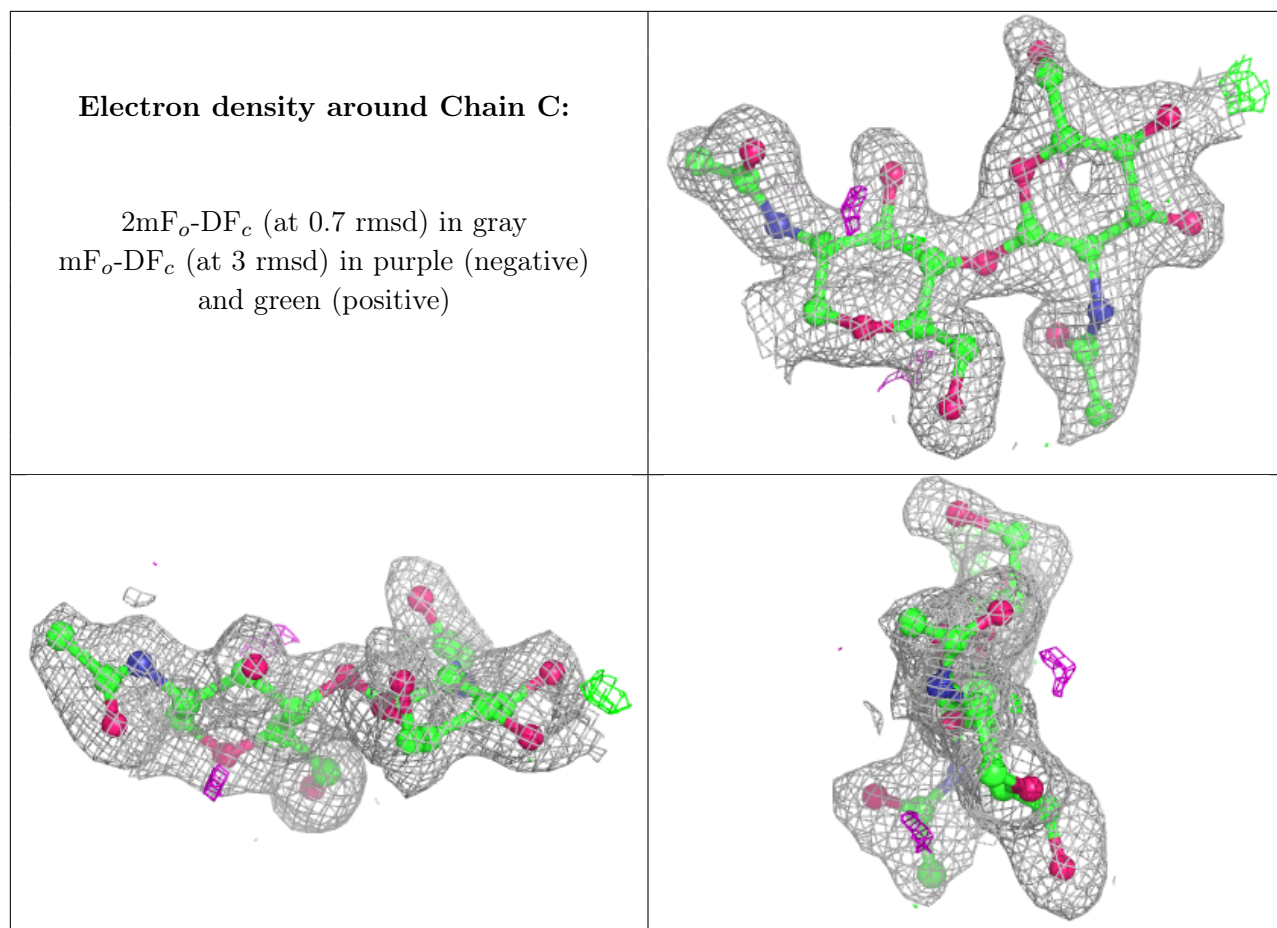 Electron density around Chain C:
2mFo-DFc (at 0.7 rmsd) in gray
mFo-DFc (at 3 rmsd) in purple (negative)
and green (positive)